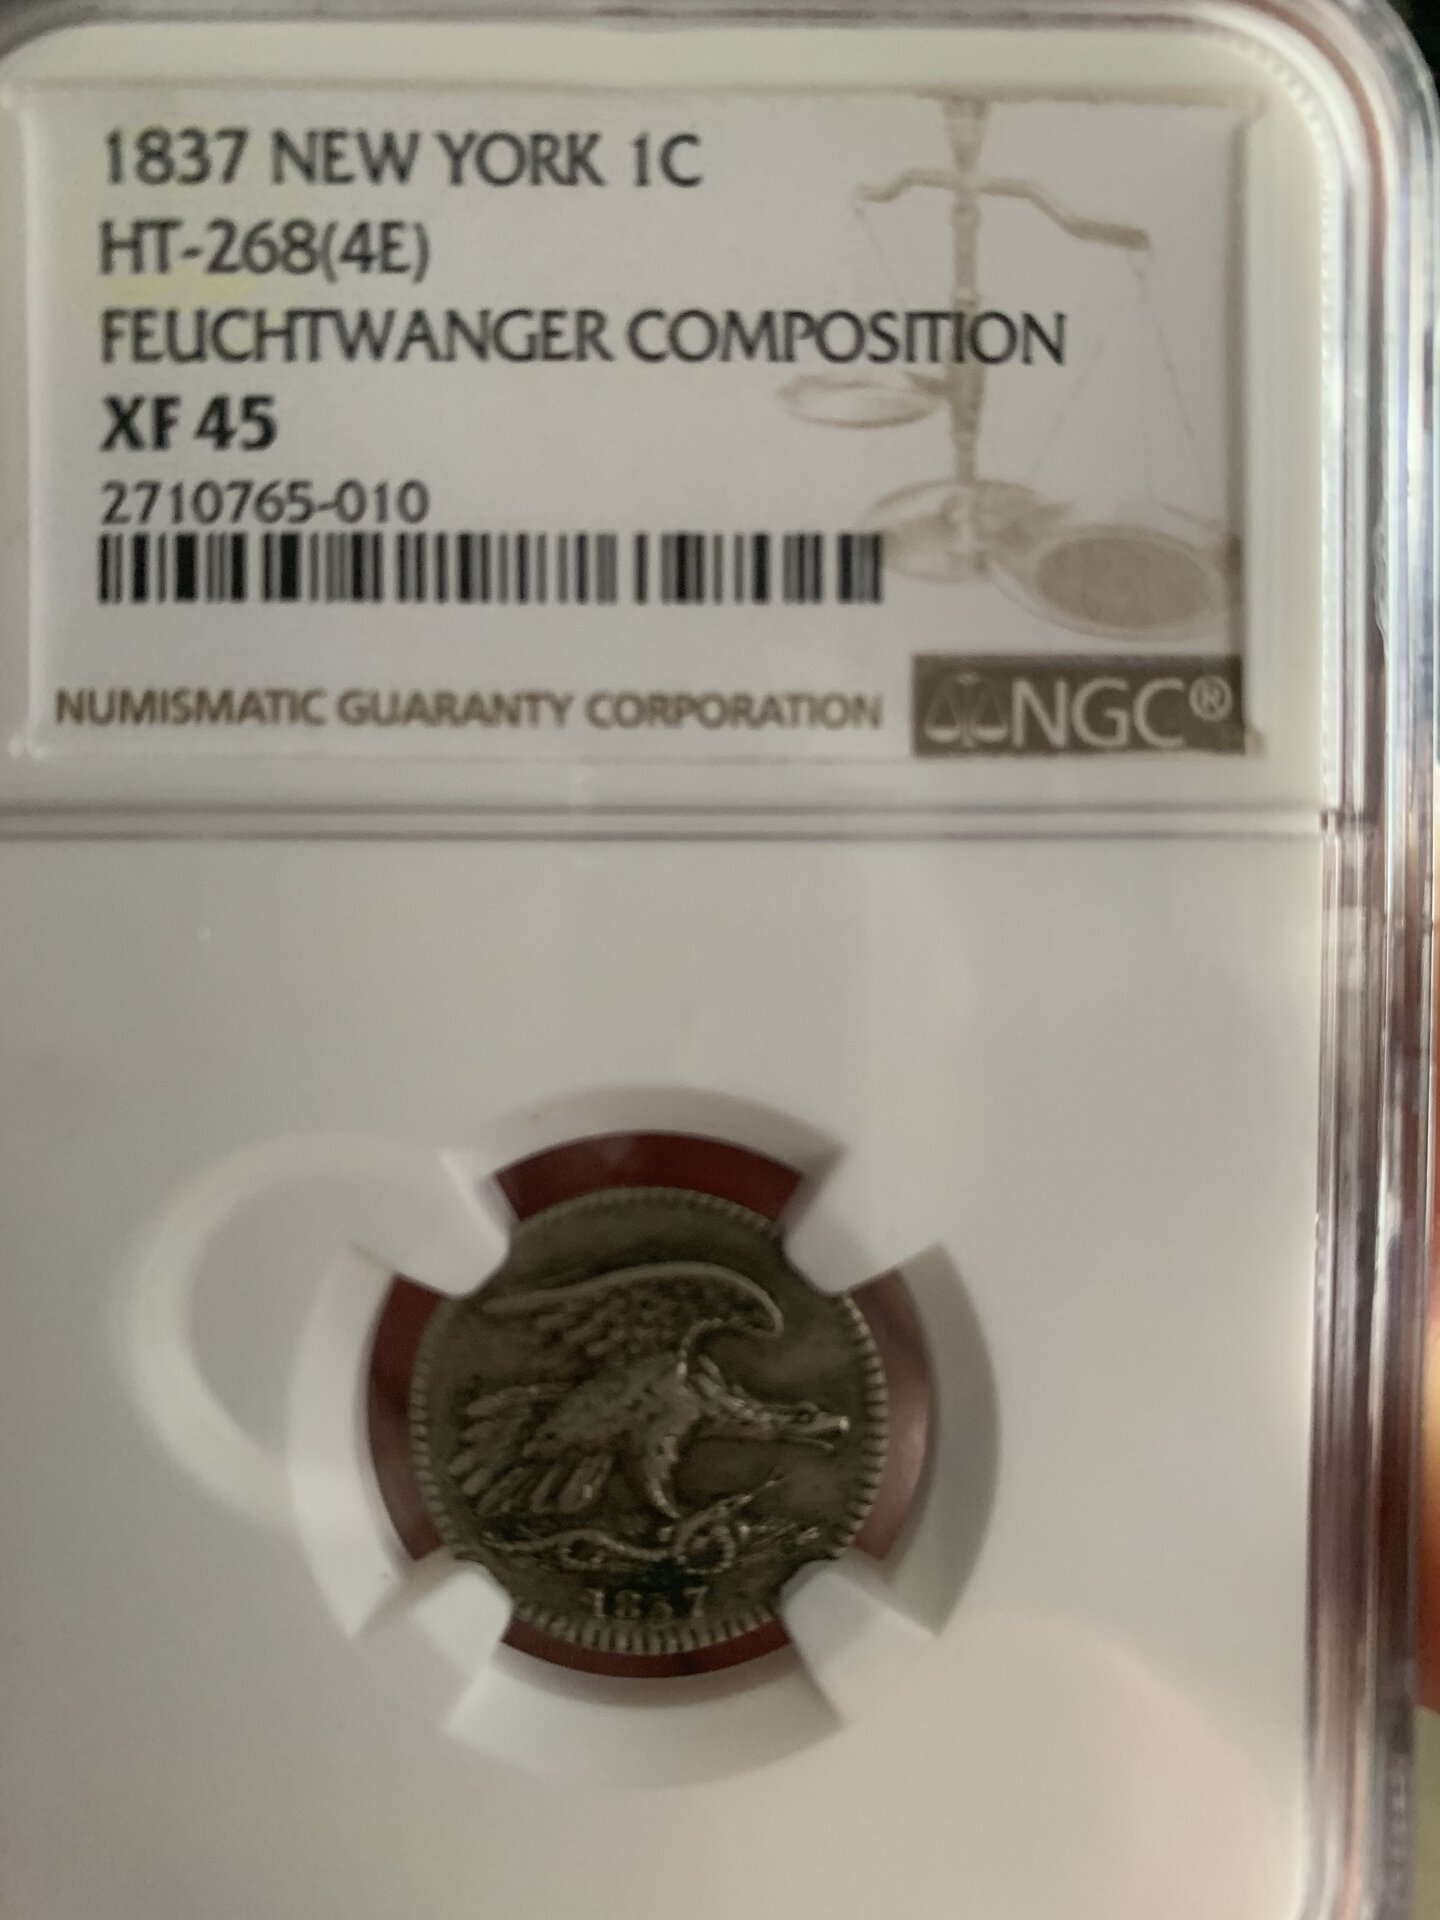 1837 NEW YORK 1C
HT-268(4E)
FEUCHTWANGER COMPOSITION
XF 45
2710765-010
NUMISMATIC GUARANTY CORPORATION
NGC®
1837